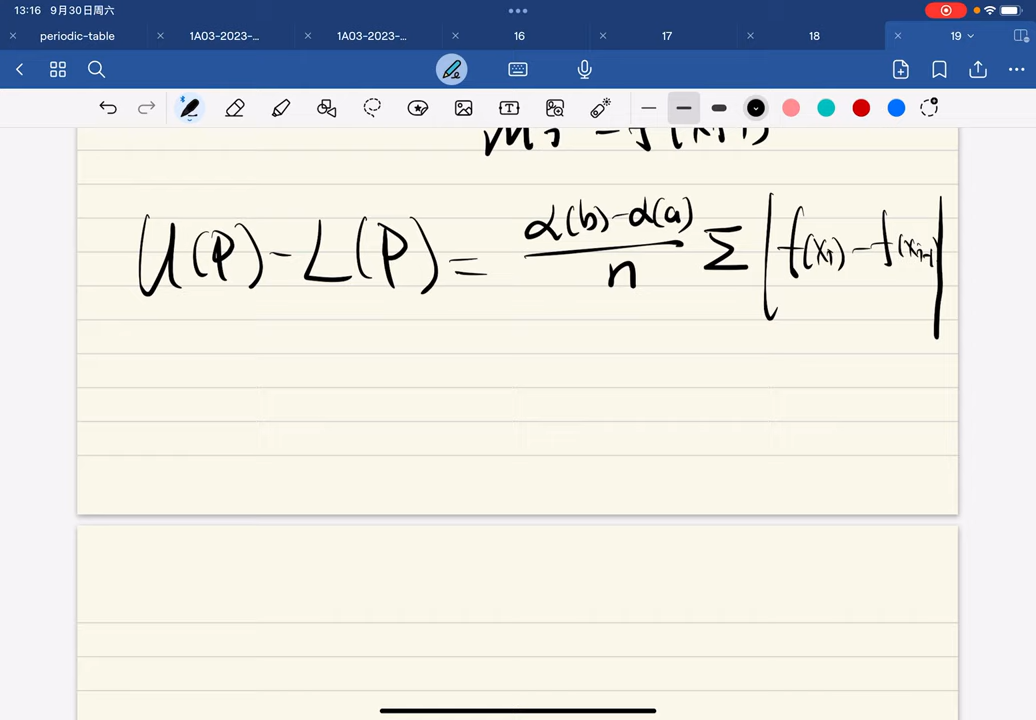 13:16 9月30日周六
periodic-table 1A03-2023-... 1A03-2023-... 16 17 18 19
U(P) - L(P) = α(b)-α(a) / n Σ | f(xi) - f(xi-1) |